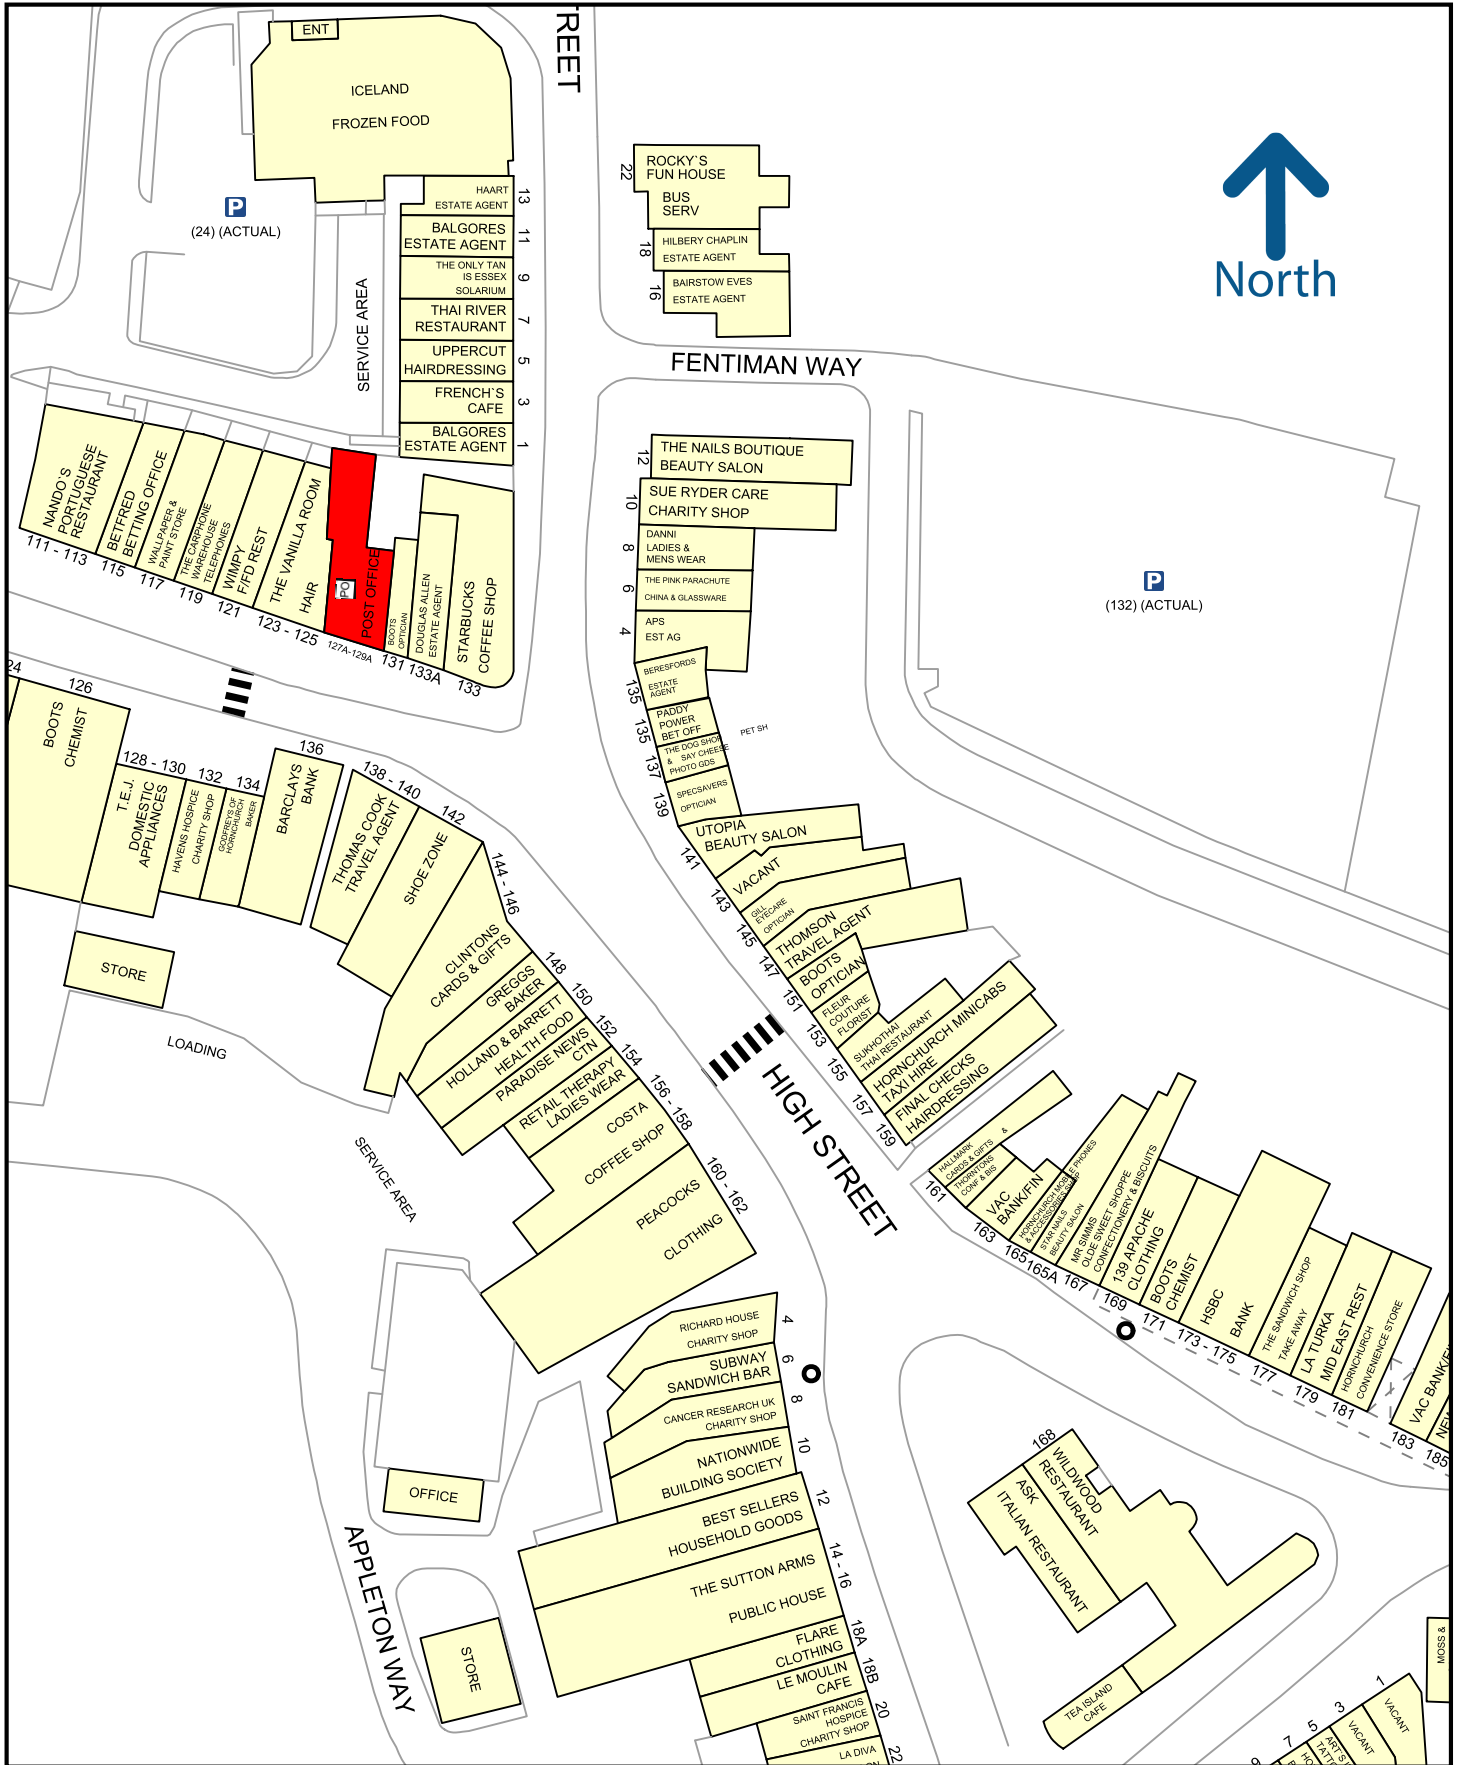 TREET
ENT
ICELAND
FROZEN FOOD
P
(24) (ACTUAL)
SERVICE AREA
HAART
ESTATE AGENT
13
BALGORES
ESTATE AGENT
11
THE ONLY TAN
IS ESSEX
SOLARIUM
9
THAI RIVER
RESTAURANT
7
UPPERCUT
HAIRDRESSING
5
FRENCH`S
CAFE
3
BALGORES
ESTATE AGENT
1
22
ROCKY`S
FUN HOUSE
BUS
SERV
18
HILBERY CHAPLIN
ESTATE AGENT
16
BAIRSTOW EVES
ESTATE AGENT
North
FENTIMAN WAY
NANDO`S
PORTUGUESE
RESTAURANT
111 - 113
BETFRED
BETTING OFFICE
115
WALLPAPER &
PAINT STORE
117
THE CARPHONE
WAREHOUSE
TELEPHONES
119
WIMPY
F/FD REST
121
THE VANILLA ROOM
HAIR
123 - 125
PO
POST OFFICE
127A-129A
BOOTS
OPTICIAN
131
DOUGLAS ALLEN
ESTATE AGENT
133A
STARBUCKS
COFFEE SHOP
133
12
THE NAILS BOUTIQUE
BEAUTY SALON
10
SUE RYDER CARE
CHARITY SHOP
8
DANNI
LADIES &
MENS WEAR
6
THE PINK PARACHUTE
CHINA & GLASSWARE
4
APS
EST AG
P
(132) (ACTUAL)
135
BERESFORDS
ESTATE
AGENT
135
PADDY
POWER
BET OFF
PET SH
137
THE DOG SHOP
& SAY CHEESE
PHOTO GDS
139
SPECSAVERS
OPTICIAN
141
UTOPIA
BEAUTY SALON
143
VACANT
145
GILL
EYECARE
OPTICIAN
147
THOMSON
TRAVEL AGENT
151
BOOTS
OPTICIAN
153
FLEUR
COUTURE
FLORIST
155
SUKHOTHAI
THAI RESTAURANT
157
HORNCHURCH MINICABS
TAXI HIRE
159
FINAL CHECKS
HAIRDRESSING
24
126
BOOTS
CHEMIST
128 - 130
T.E.J.
DOMESTIC
APPLIANCES
132
HAVENS HOSPICE
CHARITY SHOP
134
GODFREYS OF
HORNCHURCH
BAKER
136
BARCLAYS
BANK
138 - 140
THOMAS COOK
TRAVEL AGENT
142
SHOE ZONE
144 - 146
CLINTONS
CARDS & GIFTS
148
GREGGS
BAKER
150
HOLLAND & BARRETT
HEALTH FOOD
152
PARADISE NEWS
CTN
154
RETAIL THERAPY
LADIES WEAR
156 - 158
COSTA
COFFEE SHOP
160 - 162
PEACOCKS
CLOTHING
STORE
LOADING
SERVICE AREA
HIGH STREET
161
HALLMARK
CARDS & GIFTS
&
THORNTONS
CONF & BIS
163
VAC
BANK/FIN
165
HORNCHURCH MOBILE PHONES
& ACCESSORIES SHOP
165A
STAR NAILS
BEAUTY SALON
167
MR SIMMS
OLDE SWEET SHOPPE
CONFECTIONERY & BISCUITS
169
139 APACHE
CLOTHING
171
BOOTS
CHEMIST
173 - 175
HSBC
BANK
177
THE SANDWICH SHOP
TAKE AWAY
179
LA TURKA
MID EAST REST
181
HORNCHURCH
CONVENIENCE STORE
183
VAC BANK/FI
185
NEW
4
RICHARD HOUSE
CHARITY SHOP
6
SUBWAY
SANDWICH BAR
8
CANCER RESEARCH UK
CHARITY SHOP
10
NATIONWIDE
BUILDING SOCIETY
12
BEST SELLERS
HOUSEHOLD GOODS
14 - 16
THE SUTTON ARMS
PUBLIC HOUSE
18A
FLARE
CLOTHING
18B
LE MOULIN
CAFE
20
SAINT FRANCIS
HOSPICE
CHARITY SHOP
22
LA DIVA
OFFICE
APPLETON WAY
STORE
168
WILDWOOD
RESTAURANT
ASK
ITALIAN RESTAURANT
TEA ISLAND
CAFE
MOSS &
1
VACANT
3
VACANT
5
ART'S
TATT
7
HO
9